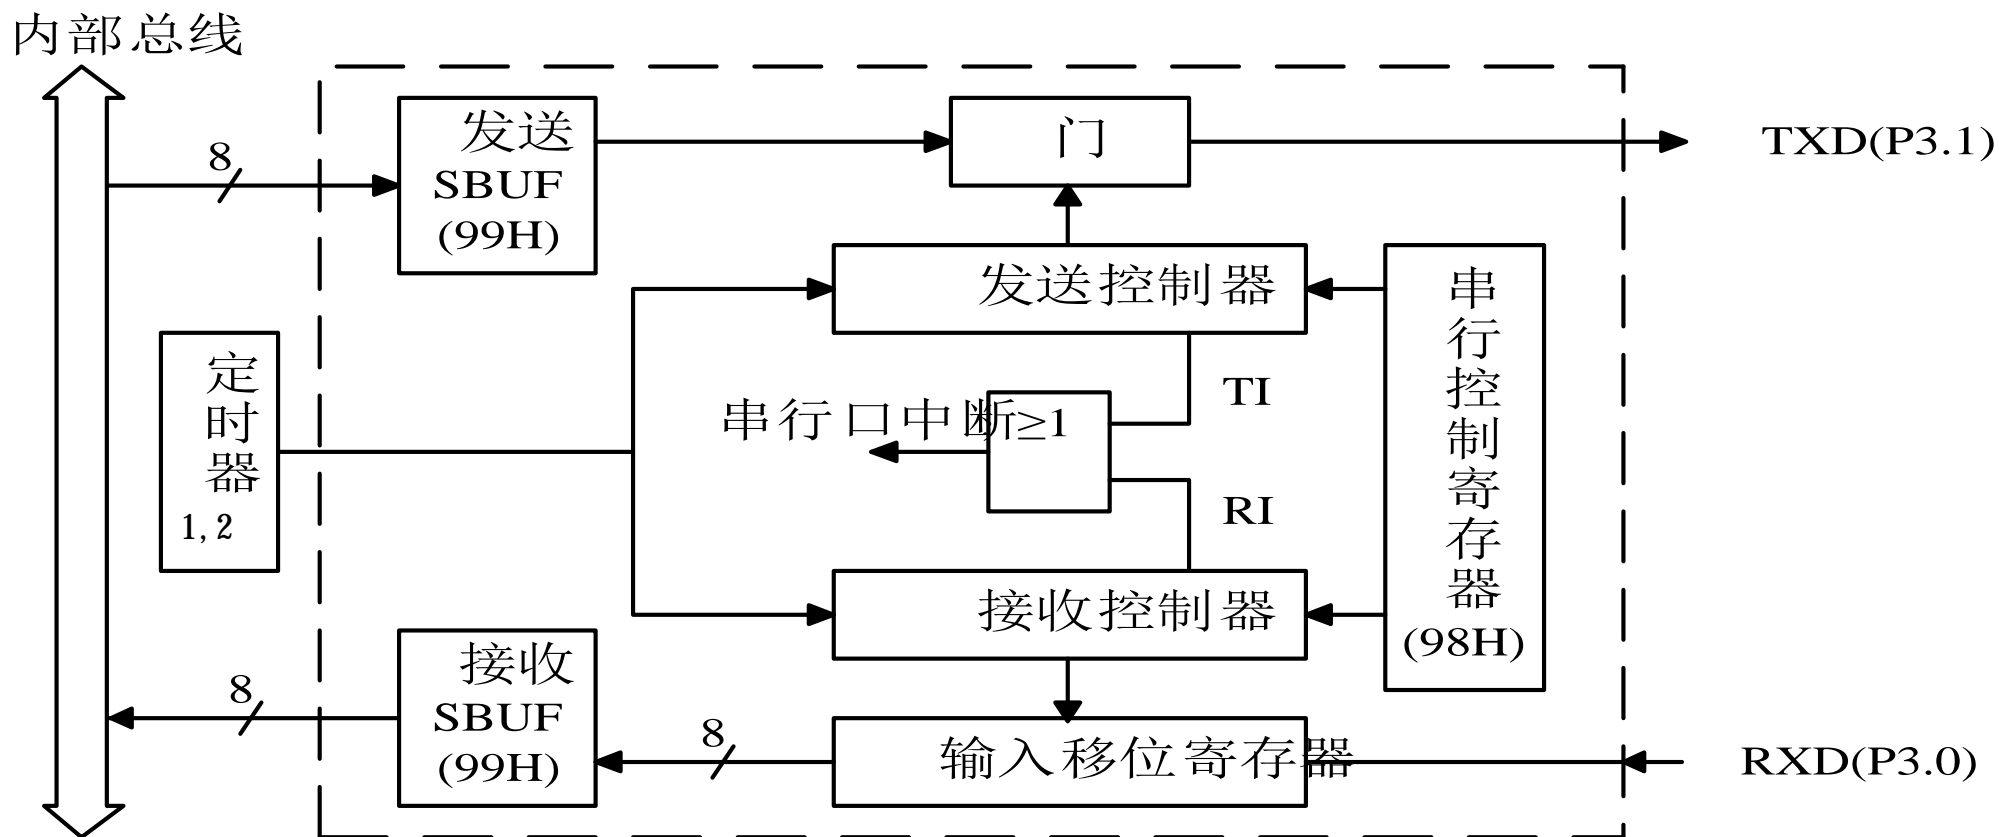 内部总线
8
发送
SBUF
(99H)
门
TXD(P3.1)
发送控制器
串行控制寄存器
(98H)
定时器
1,2
串行口中断
≥1
TI
RI
接收控制器
8
接收
SBUF
(99H)
8
输入移位寄存器
RXD(P3.0)